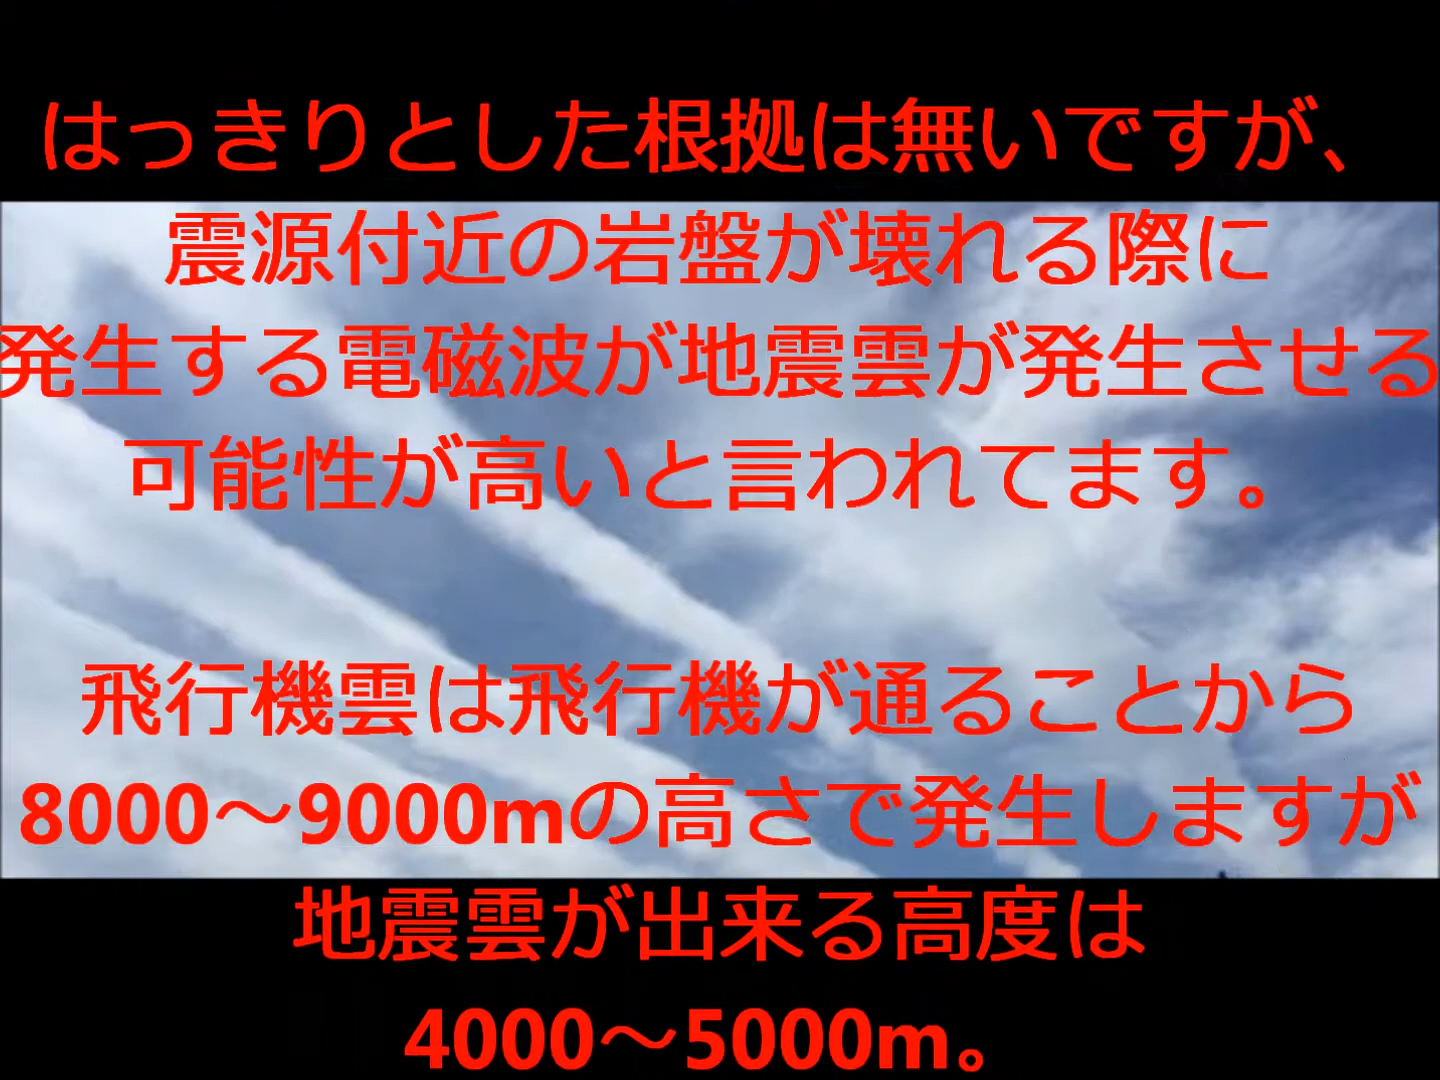 はっきりとした根拠は無いですが、
震源付近の岩盤が壊れる際に
発生する電磁波が地震雲が発生させる
可能性が高いと言われてます。
飛行機雲は飛行機が通ることから
8000～9000mの高さで発生しますが
地震雲が出来る高度は
4000～5000m。